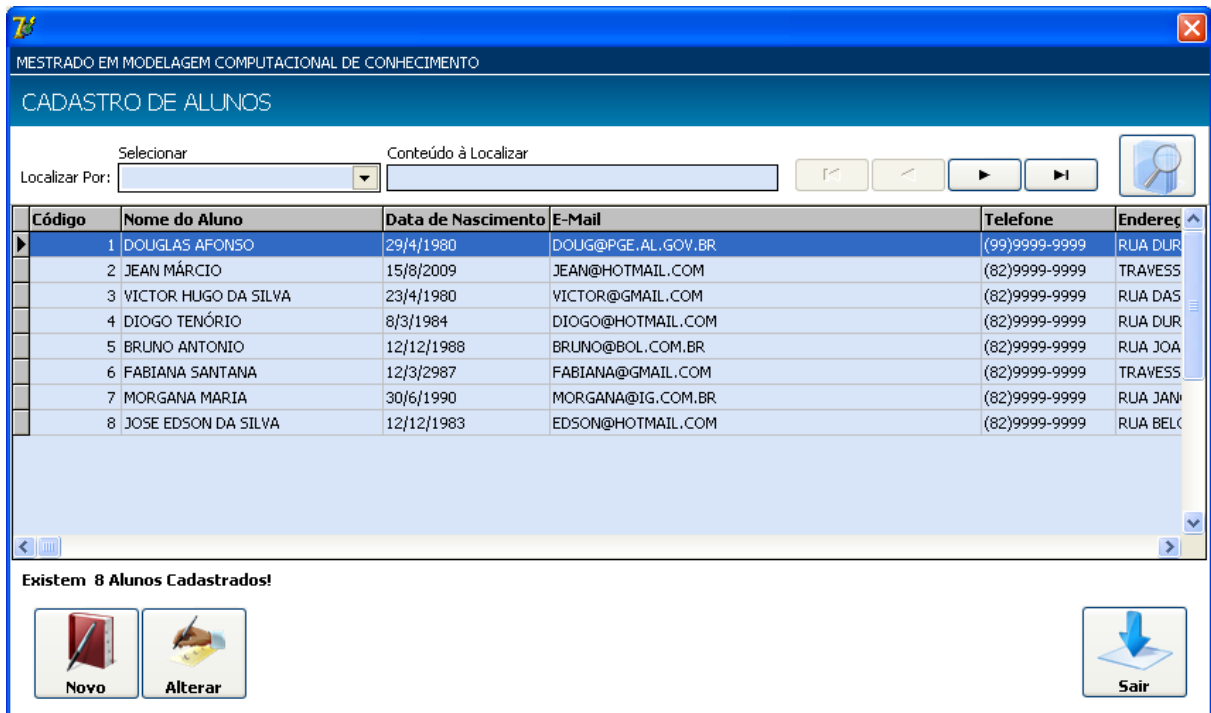 MESTRADO EM MODELAGEM COMPUTACIONAL DE CONHECIMENTO
CADASTRO DE ALUNOS
Selecionar Conteúdo à Localizar
Localizar Por:
Código Nome do Aluno Data de Nascimento E-Mail Telefone Endereç
1 DOUGLAS AFONSO 29/4/1980 DOUG@PGE.AL.GOV.BR (99)9999-9999 RUA DUR
2 JEAN MÁRCIO 15/8/2009 JEAN@HOTMAIL.COM (82)9999-9999 TRAVESS
3 VICTOR HUGO DA SILVA 23/4/1980 VICTOR@GMAIL.COM (82)9999-9999 RUA DAS
4 DIOGO TENÓRIO 8/3/1984 DIOGO@HOTMAIL.COM (82)9999-9999 RUA DUR
5 BRUNO ANTONIO 12/12/1988 BRUNO@BOL.COM.BR (82)9999-9999 RUA JOA
6 FABIANA SANTANA 12/3/2987 FABIANA@GMAIL.COM (82)9999-9999 TRAVESS
7 MORGANA MARIA 30/6/1990 MORGANA@IG.COM.BR (82)9999-9999 RUA JAN
8 JOSE EDSON DA SILVA 12/12/1983 EDSON@HOTMAIL.COM (82)9999-9999 RUA BEL
Existem 8 Alunos Cadastrados!
Novo Alterar Sair